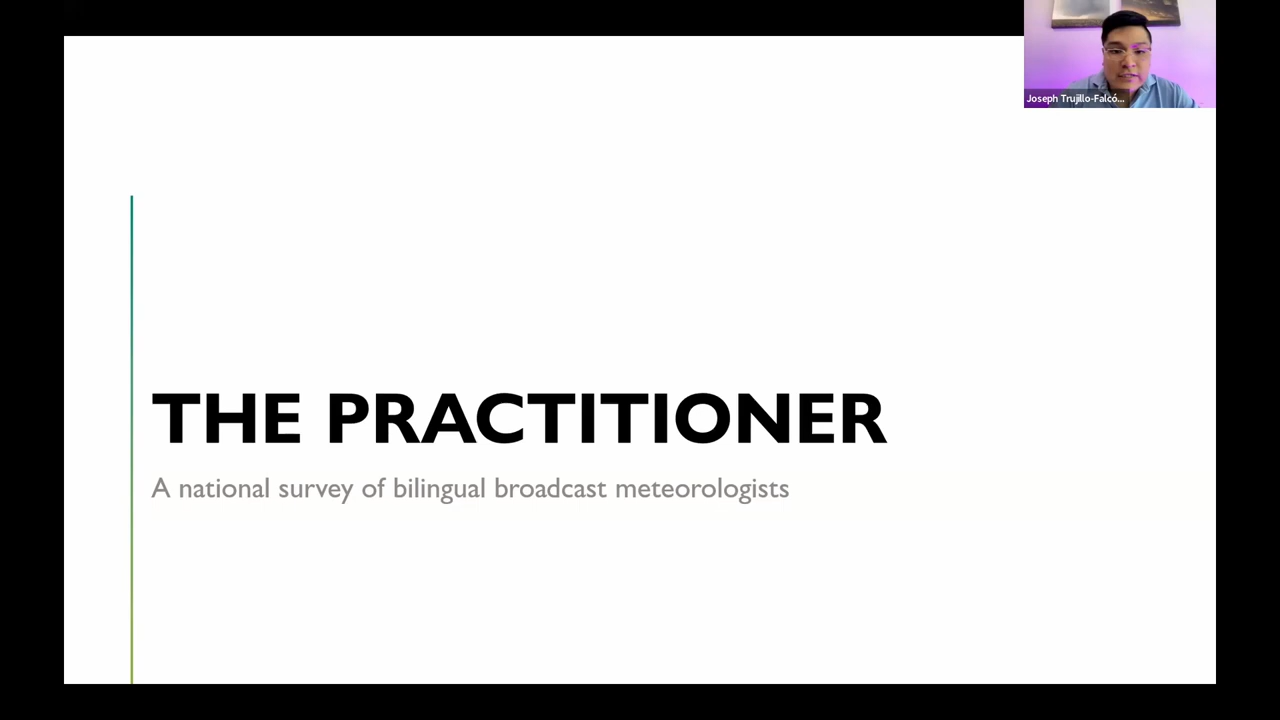 Joseph Trujillo-Falcó...
THE PRACTITIONER
A national survey of bilingual broadcast meteorologists